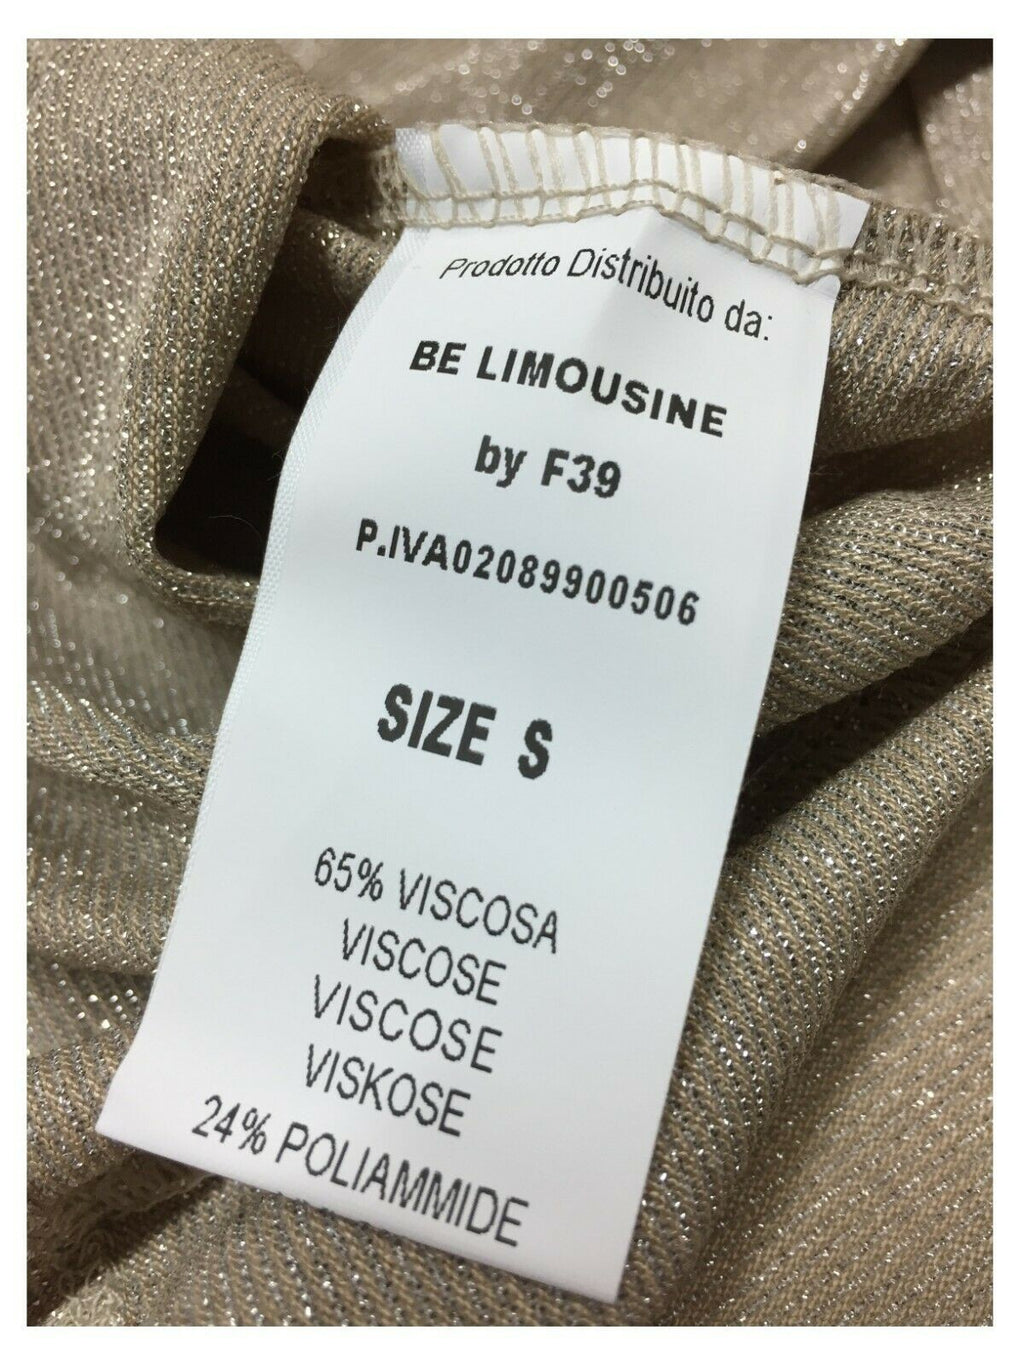 Prodotto Distribuito da:
BE LIMOUSINE
by F39
P.IVA02089900506
SIZE S
65% VISCOSA
VISCOSE
VISCOSE
VISKOSE
24% POLIAMMIDE